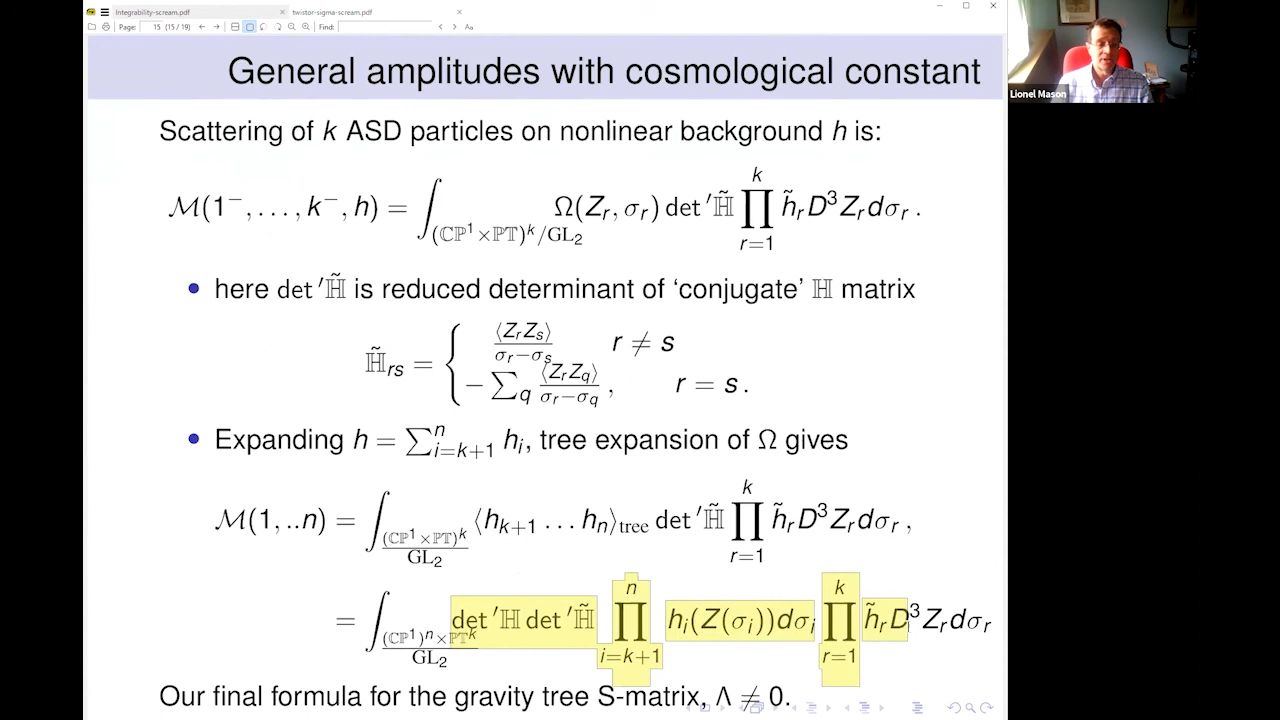 Integrability-scream.pdf × twistor-sigma-scream.pdf ×
Page: 15 (15 / 19) Find: Aa
General amplitudes with cosmological constant
Scattering of k ASD particles on nonlinear background h is:
ℳ(1⁻, …, k⁻, h) = ∫_{(ℂℙ¹×ℙ𝕋)^k/GL₂} Ω(Z_r, σ_r) det ′ℍ̃ ∏_{r=1}^{k} h̃_r D³Z_r dσ_r .
• here det ′ℍ̃ is reduced determinant of ‘conjugate’ ℍ matrix
ℍ̃_{rs} = { ⟨Z_r Z_s⟩/(σ_r−σ_s) r ≠ s
−∑_q ⟨Z_r Z_q⟩/(σ_r−σ_q) , r = s .
• Expanding h = ∑_{i=k+1}^{n} h_i, tree expansion of Ω gives
ℳ(1, ..n) = ∫_{(ℂℙ¹×ℙ𝕋)^k/GL₂} ⟨h_{k+1} … h_n⟩_{tree} det ′ℍ̃ ∏_{r=1}^{k} h̃_r D³Z_r dσ_r ,
= ∫_{(ℂℙ¹)^n×ℙ𝕋^k/GL₂} det ′ℍ det ′ℍ̃ ∏_{i=k+1}^{n} h_i(Z(σ_i))dσ_i ∏_{r=1}^{k} h̃_r D³Z_r dσ_r
Our final formula for the gravity tree S-matrix, Λ ≠ 0.
Lionel Mason